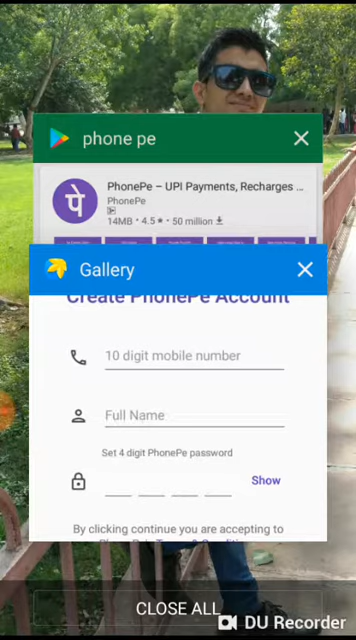 phone pe
पे
PhonePe – UPI Payments, Recharges ...
PhonePe
14MB • 4.5 ★ • 50 million
Gallery
Create PhonePe Account
10 digit mobile number
Full Name
Set 4 digit PhonePe password
Show
By clicking continue you are accepting to
CLOSE ALL
DU Recorder